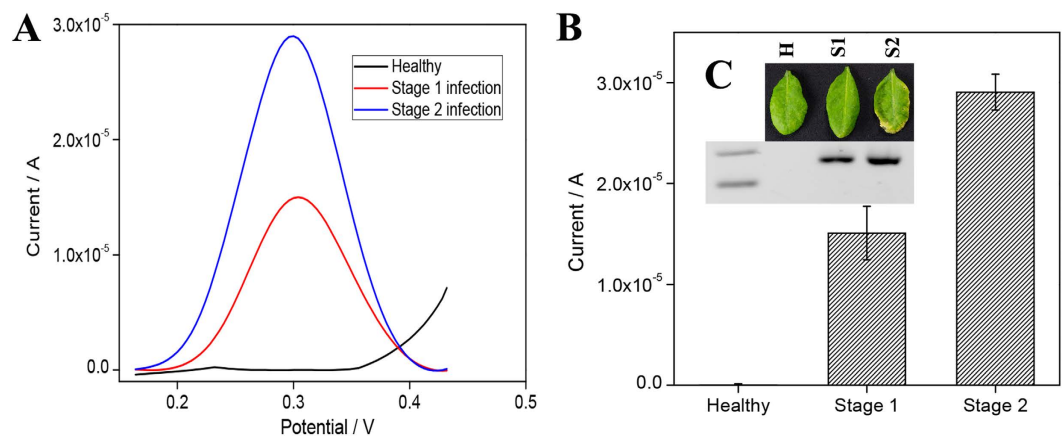 A
3.0x10⁻⁵
2.0x10⁻⁵
1.0x10⁻⁵
0.0
Current / A
Healthy
Stage 1 infection
Stage 2 infection
0.2 0.3 0.4 0.5
Potential / V
B
3.0x10⁻⁵
2.0x10⁻⁵
1.0x10⁻⁵
0.0
Current / A
C
H S1 S2
Healthy Stage 1 Stage 2